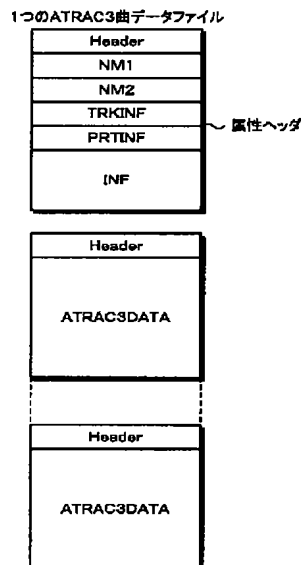 1つのATRAC3曲データファイル
Header
NM1
NM2
TRKINF
属性ヘッダ
PRTINF
INF
Header
ATRAC3DATA
Header
ATRAC3DATA